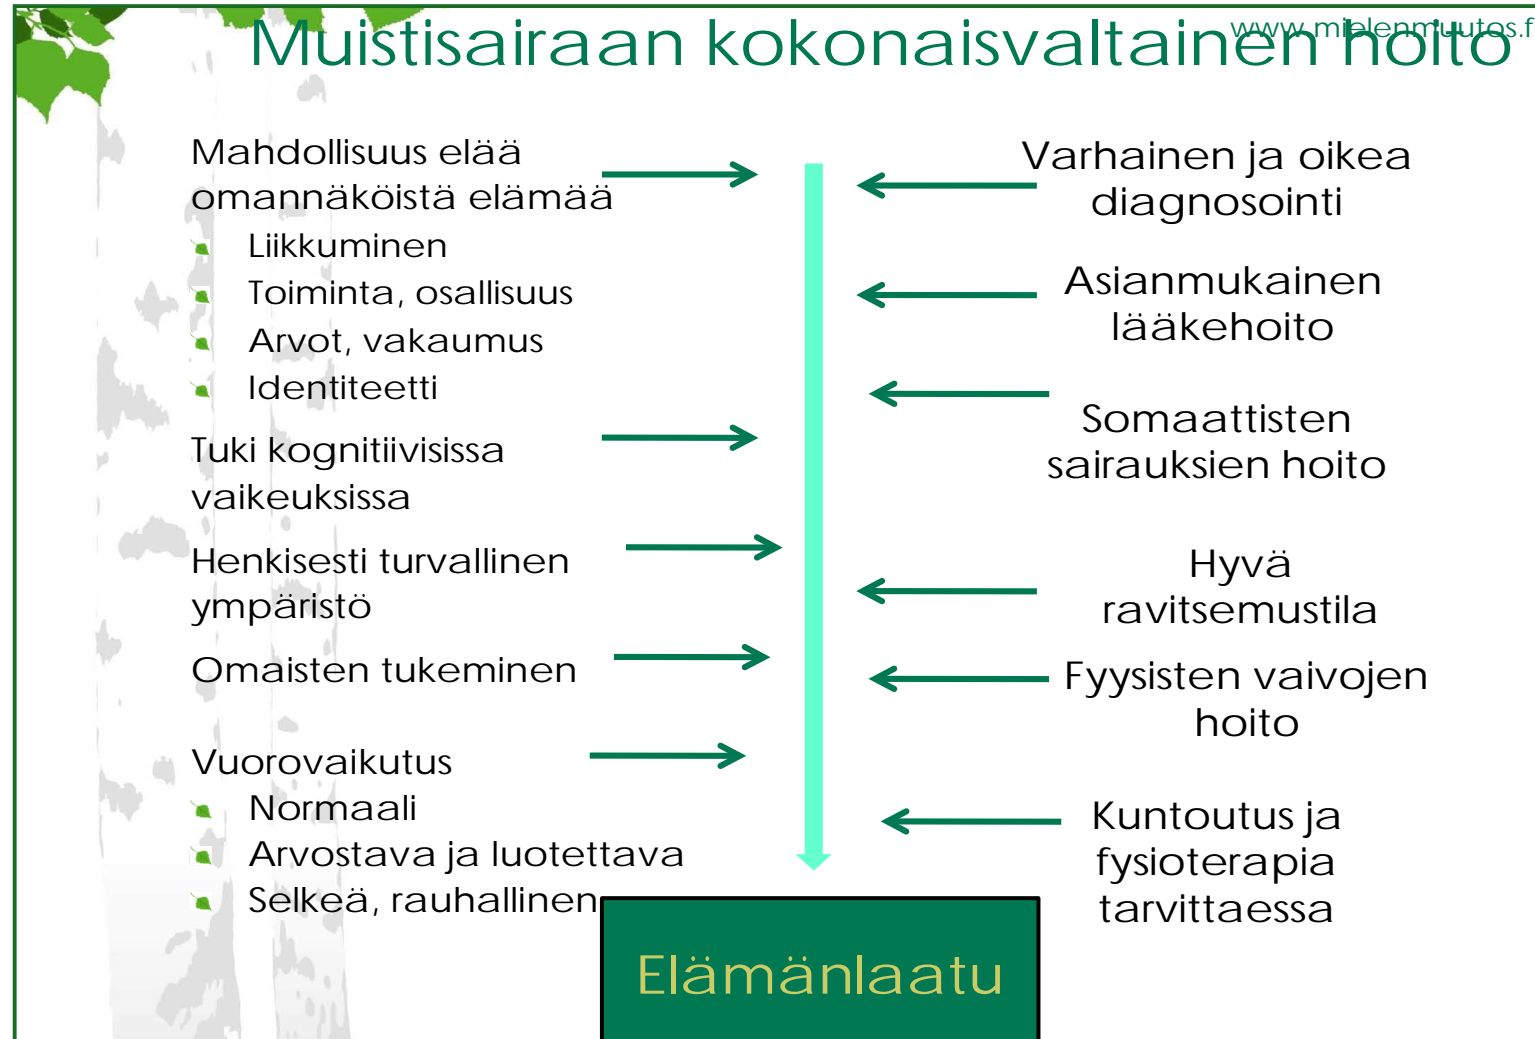 www.mielenmuutos.f
Muistisairaan kokonaisvaltainen hoito
Mahdollisuus elää
omannäköistä elämää
Liikkuminen
Toiminta, osallisuus
Arvot, vakaumus
Identiteetti
Tuki kognitiivisissa
vaikeuksissa
Henkisesti turvallinen
ympäristö
Omaisten tukeminen
Vuorovaikutus
Normaali
Arvostava ja luotettava
Selkeä, rauhallinen
Varhainen ja oikea
diagnosointi
Asianmukainen
lääkehoito
Somaattisten
sairauksien hoito
Hyvä
ravitsemustila
Fyysisten vaivojen
hoito
Kuntoutus ja
fysioterapia
tarvittaessa
Elämänlaatu